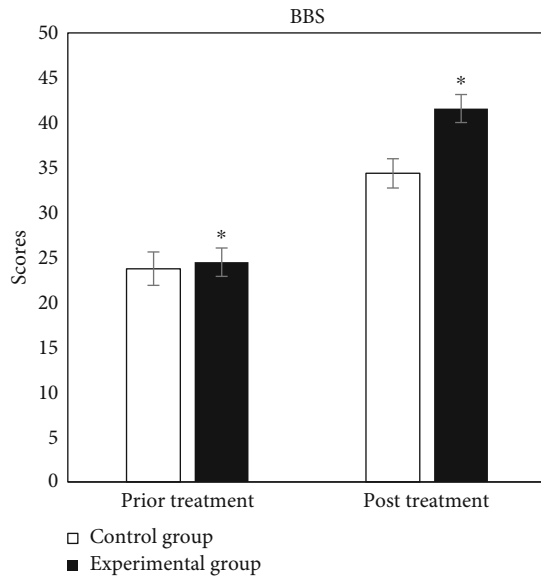 BBS
50
45
40
35
30
25
20
15
10
5
0
Scores
*
*
Prior treatment
Post treatment
Control group
Experimental group